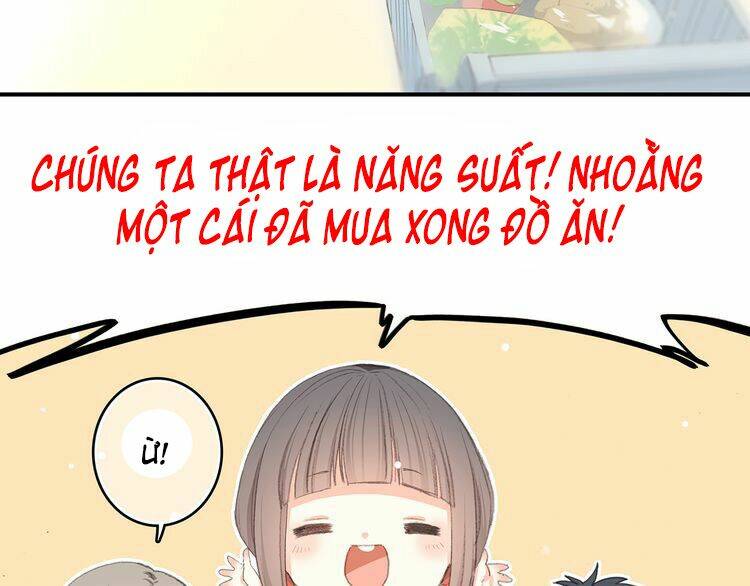 CHÚNG TA THẬT LÀ NĂNG SUẤT! NHOẰNG
MỘT CÁI ĐÃ MUA XONG ĐỒ ĂN!
Ừ!